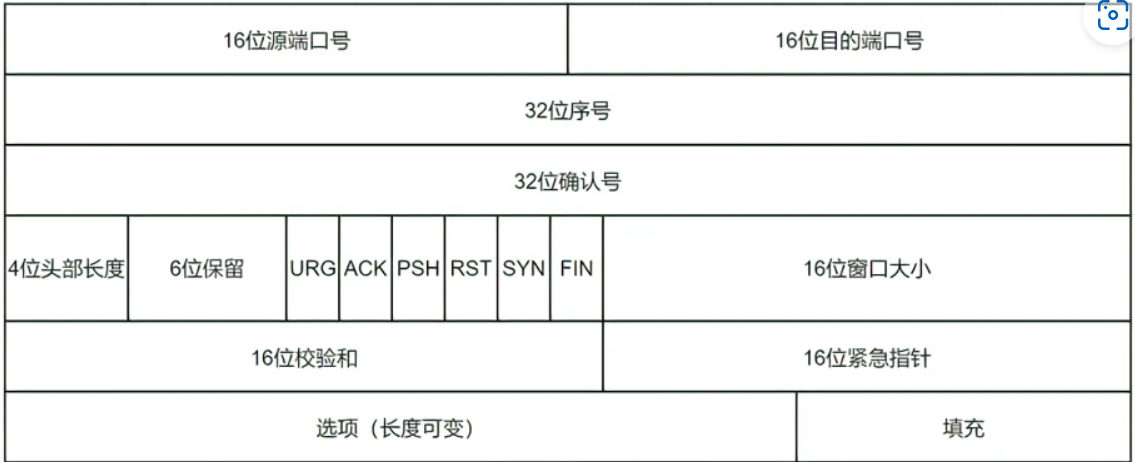 16位源端口号 16位目的端口号
32位序号
32位确认号
4位头部长度 6位保留 URG ACK PSH RST SYN FIN 16位窗口大小
16位校验和 16位紧急指针
选项（长度可变） 填充